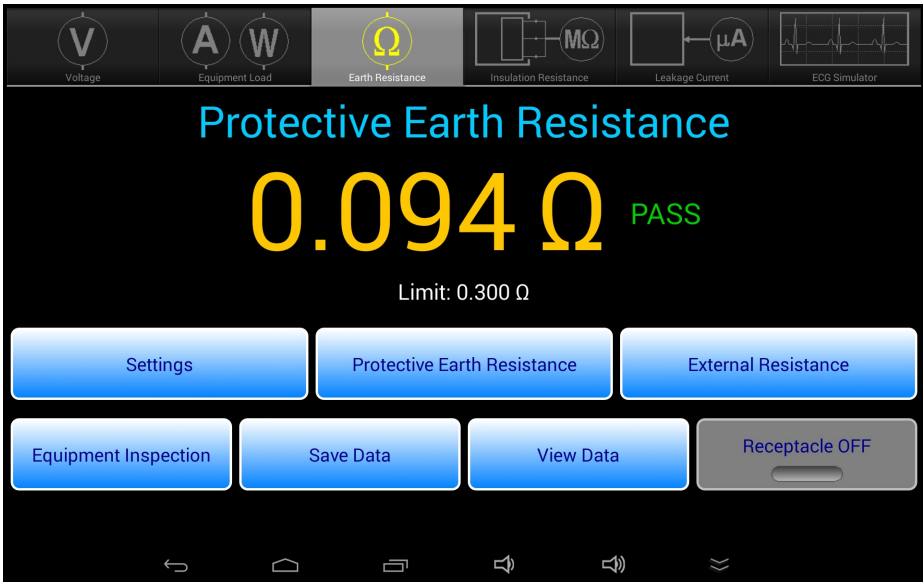 V
A
W
Ω
MΩ
µA
Voltage
Equipment Load
Earth Resistance
Insulation Resistance
Leakage Current
ECG Simulator
Protective Earth Resistance
0.094 Ω PASS
Limit: 0.300 Ω
Settings
Protective Earth Resistance
External Resistance
Equipment Inspection
Save Data
View Data
Receptacle OFF